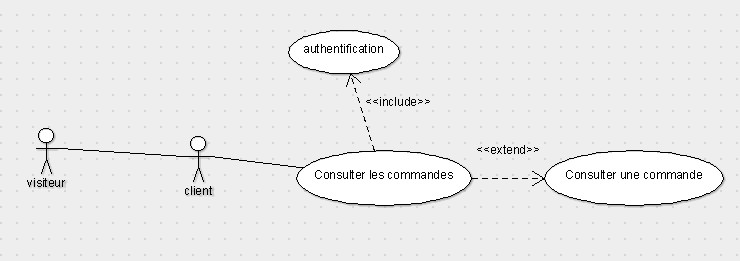 authentification
<<include>>
<<extend>>
visiteur
client
Consulter les commandes
Consulter une commande